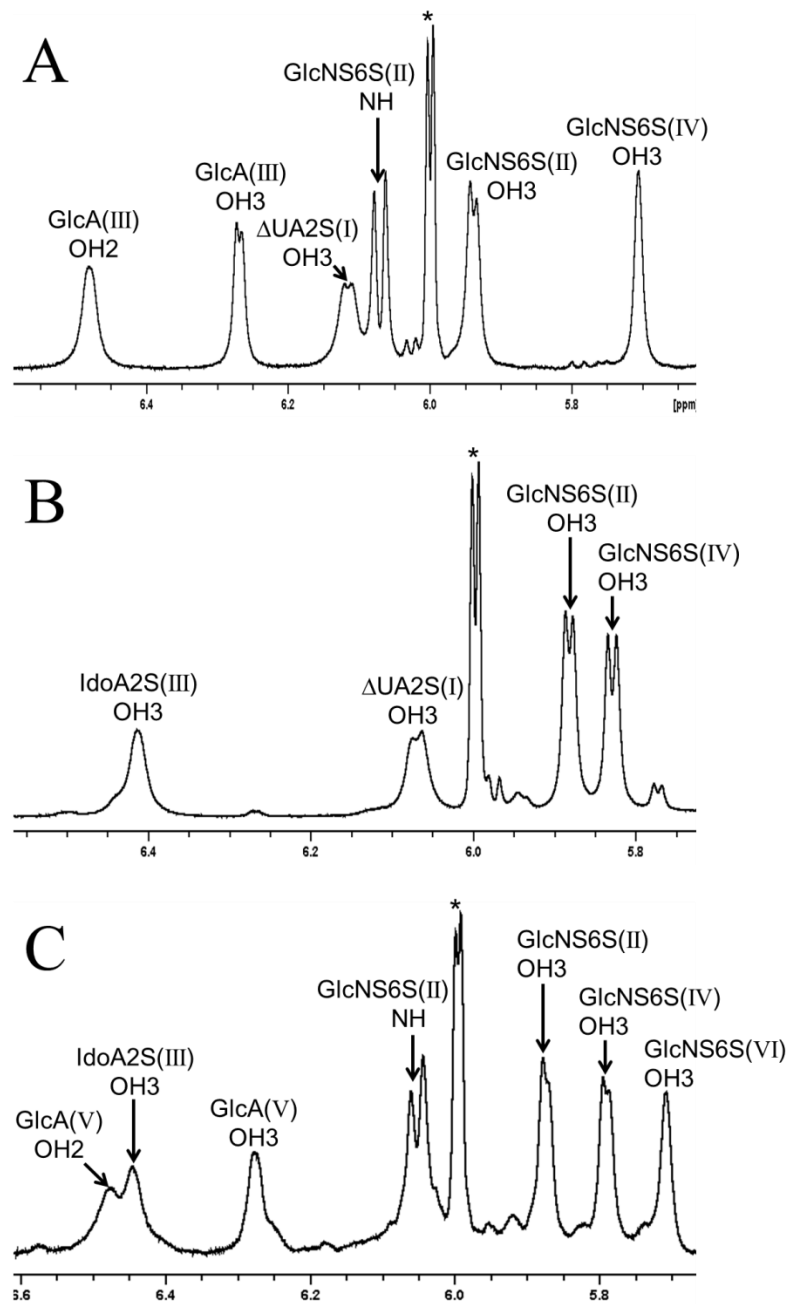 A
*
GlcNS6S(II)
NH
GlcNS6S(IV)
OH3
GlcA(III)
OH3
GlcNS6S(II)
OH3
GlcA(III)
OH2
ΔUA2S(I)
OH3
6.4
6.2
6.0
5.8
[ppm]
B
*
GlcNS6S(II)
OH3
GlcNS6S(IV)
OH3
IdoA2S(III)
OH3
ΔUA2S(I)
OH3
6.4
6.2
6.0
5.8
C
*
GlcNS6S(II)
OH3
GlcNS6S(II)
NH
GlcNS6S(IV)
OH3
IdoA2S(III)
OH3
GlcNS6S(VI)
OH3
GlcA(V)
OH2
GlcA(V)
OH3
6.6
6.4
6.2
6.0
5.8